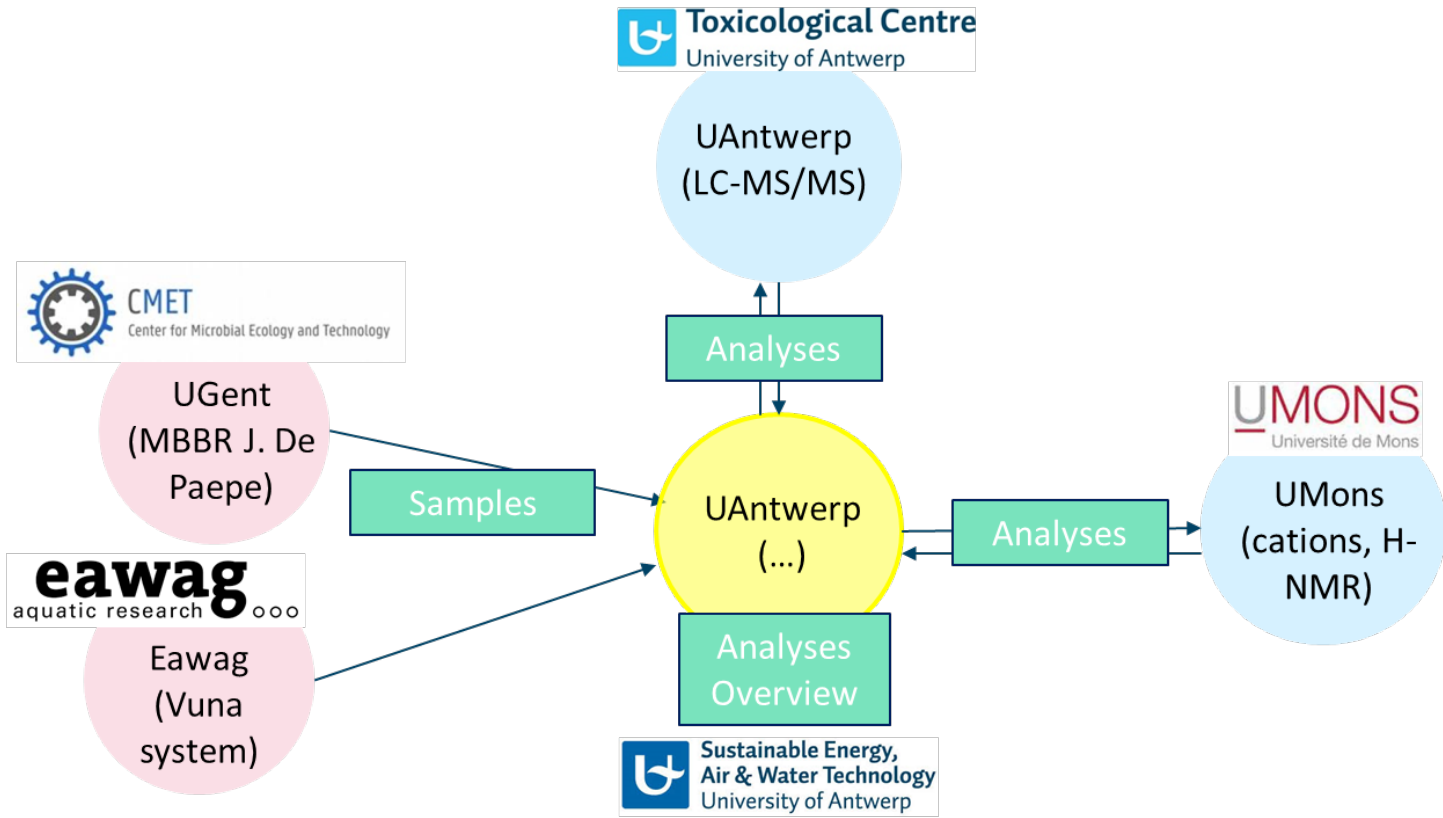 Toxicological Centre
University of Antwerp
UAntwerp
(LC-MS/MS)
CMET
Center for Microbial Ecology and Technology
Analyses
UGent
(MBBR J. De
Paepe)
UMONS
Université de Mons
Samples
UAntwerp
(...)
Analyses
UMons
(cations, H-
NMR)
eawag
aquatic research
Eawag
(Vuna
system)
Analyses
Overview
Sustainable Energy,
Air & Water Technology
University of Antwerp